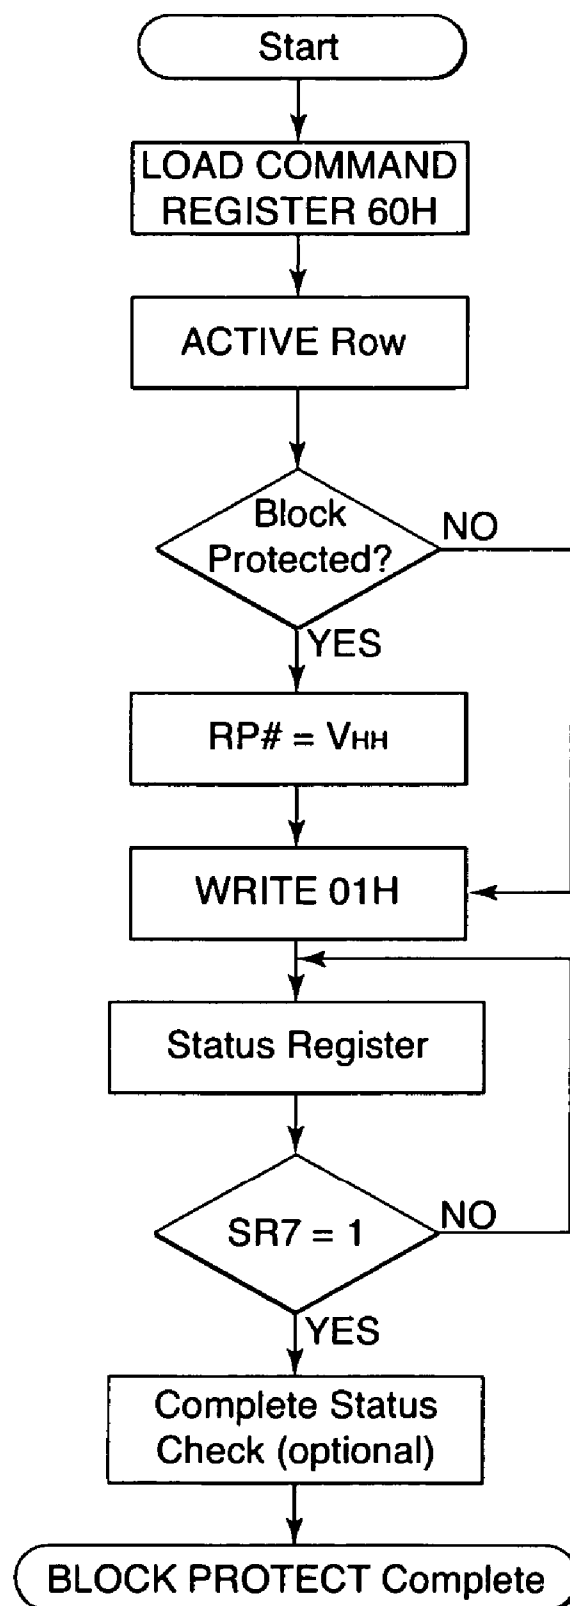 Start
LOAD COMMAND
REGISTER 60H
ACTIVE Row
Block
Protected?
NO
YES
RP# = VHH
WRITE 01H
Status Register
SR7 = 1
NO
YES
Complete Status
Check (optional)
BLOCK PROTECT Complete